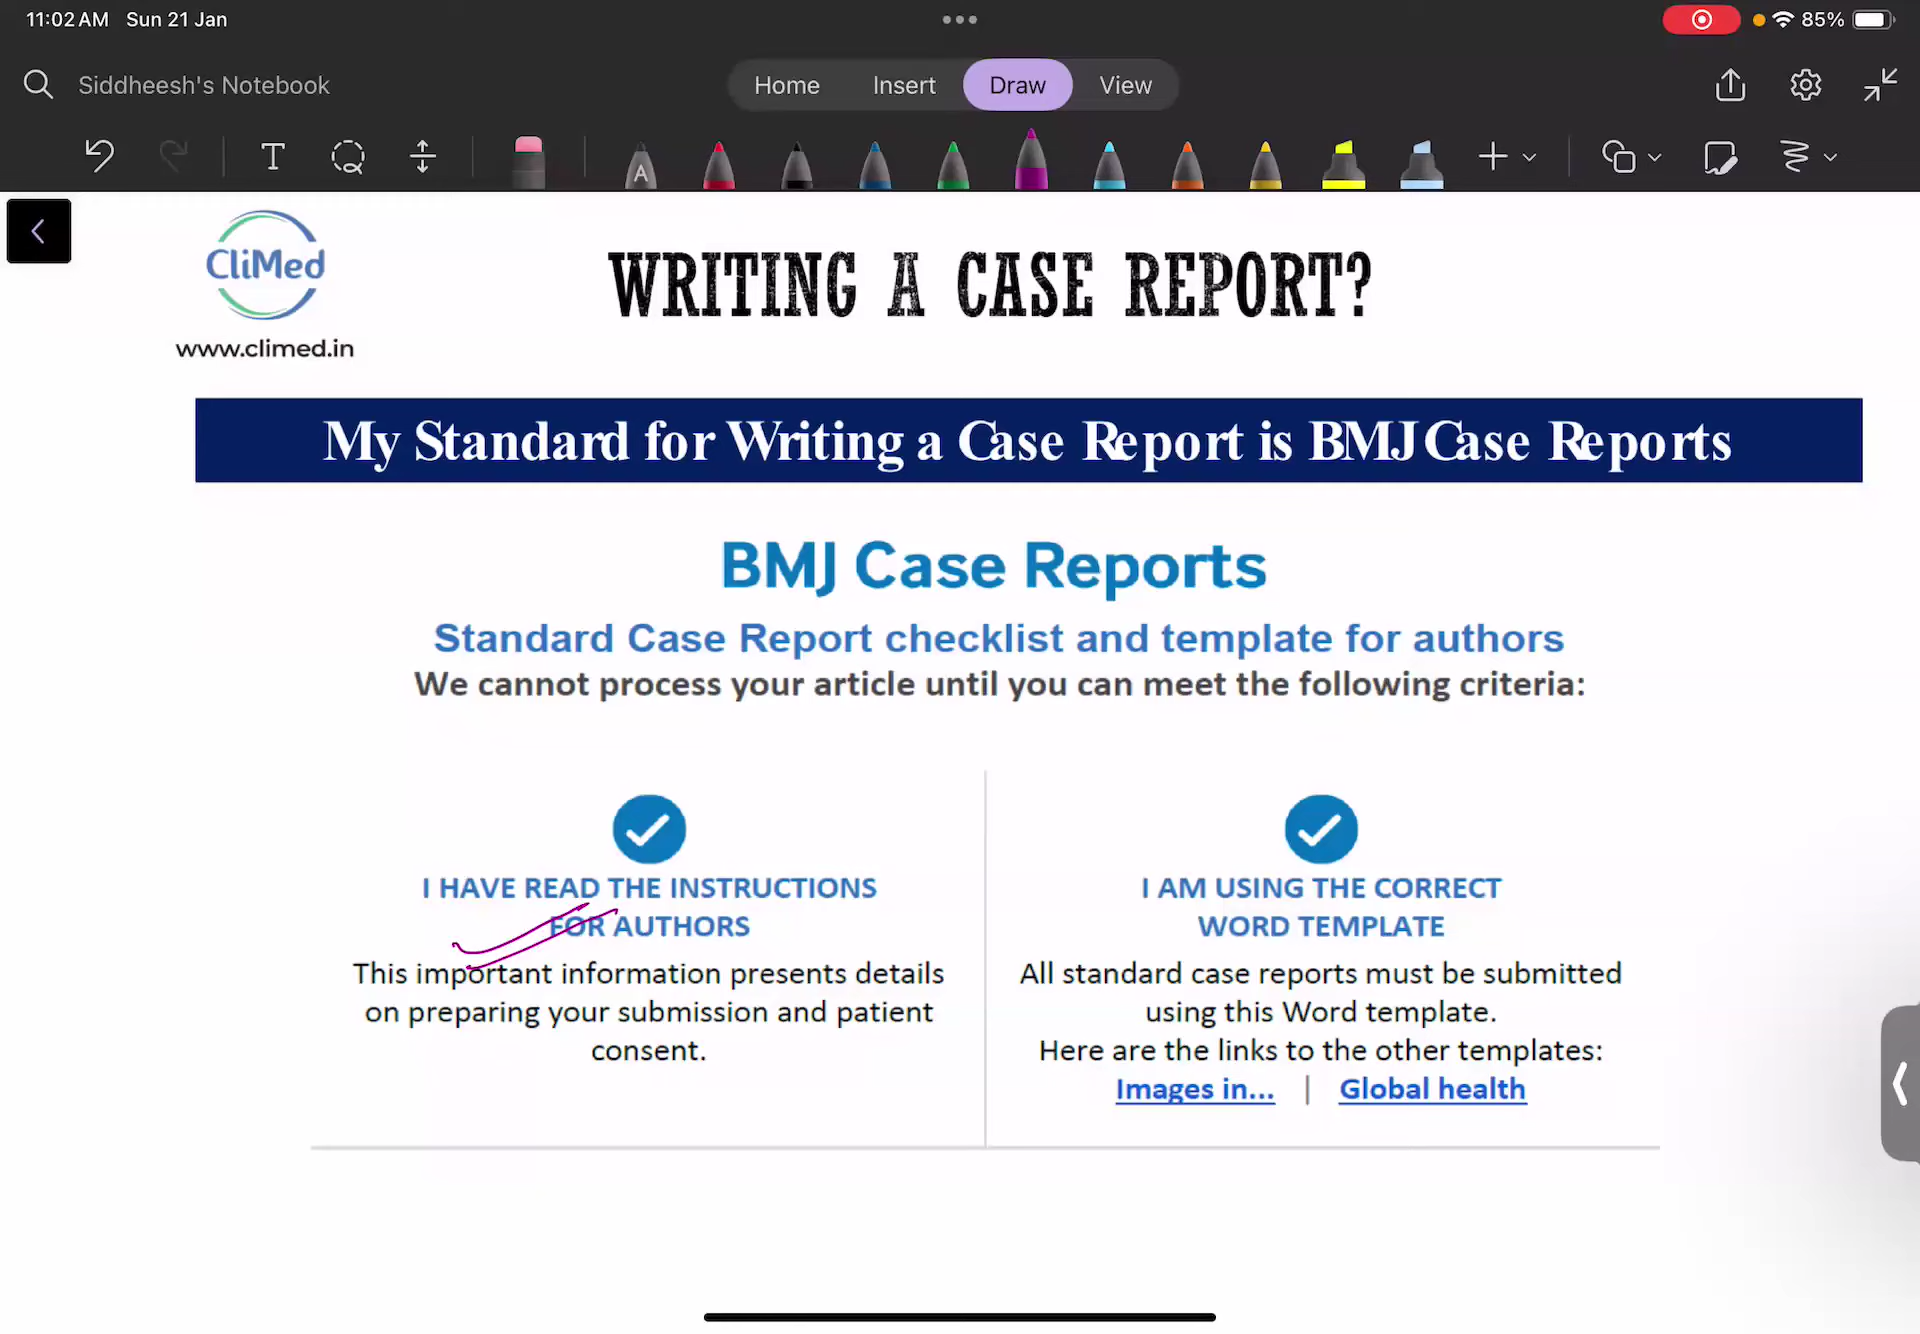 11:02 AM Sun 21 Jan
85%
Siddheesh's Notebook
Home Insert Draw View
T
A
CliMed
www.climed.in
WRITING A CASE REPORT?
My Standard for Writing a Case Report is BMJ Case Reports
BMJ Case Reports
Standard Case Report checklist and template for authors
We cannot process your article until you can meet the following criteria:
I HAVE READ THE INSTRUCTIONS
FOR AUTHORS
This important information presents details
on preparing your submission and patient
consent.
I AM USING THE CORRECT
WORD TEMPLATE
All standard case reports must be submitted
using this Word template.
Here are the links to the other templates:
Images in... | Global health